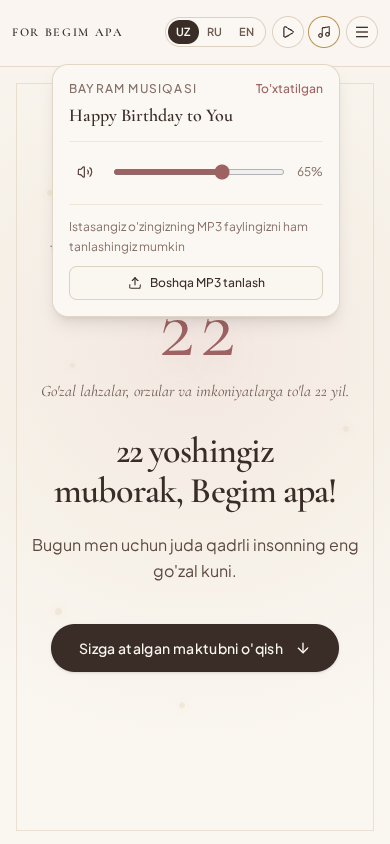 FOR BEGIM APA
UZ RU EN
BAYRAM MUSIQASI
To'xtatilgan
Happy Birthday to You
65%
Istasangiz o'zingizning MP3 faylingizni ham
tanlashingiz mumkin
Boshqa MP3 tanlash
22
Go'zal lahzalar, orzular va imkoniyatlarga to'la 22 yil.
22 yoshingiz
muborak, Begim apa!
Bugun men uchun juda qadrli insonning eng
go'zal kuni.
Sizga atalgan maktubni o'qish